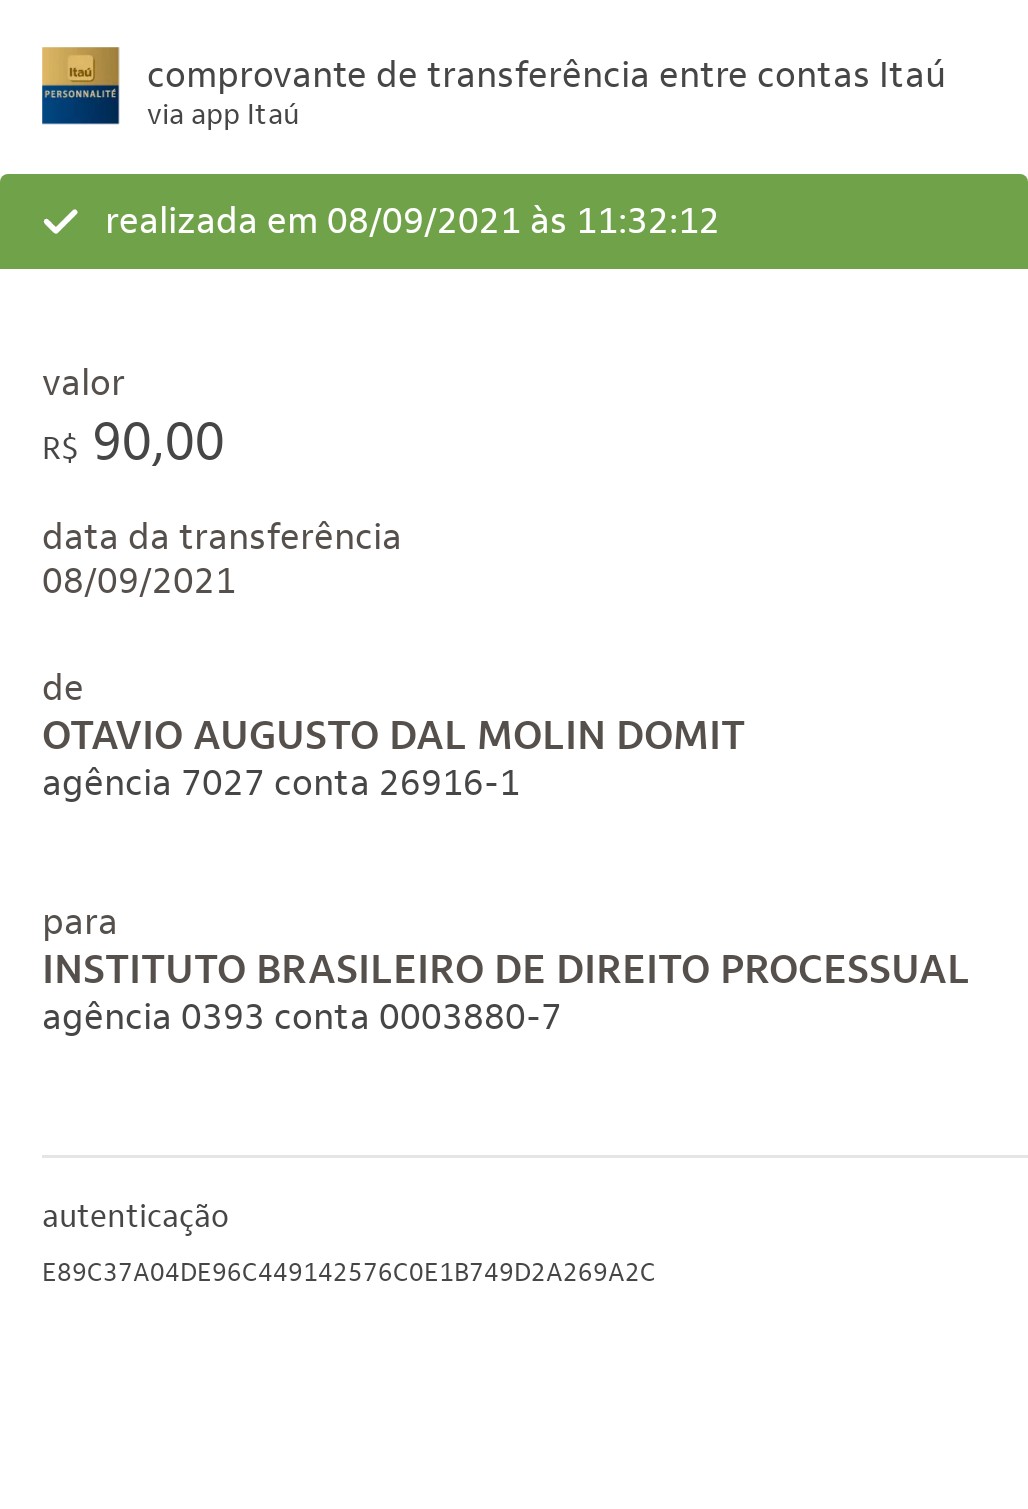 Itaú
PERSONNALITÉ
comprovante de transferência entre contas Itaú
via app Itaú
realizada em 08/09/2021 às 11:32:12
valor
R$ 90,00
data da transferência
08/09/2021
de
OTAVIO AUGUSTO DAL MOLIN DOMIT
agência 7027 conta 26916-1
para
INSTITUTO BRASILEIRO DE DIREITO PROCESSUAL
agência 0393 conta 0003880-7
autenticação
E89C37A04DE96C449142576C0E1B749D2A269A2C